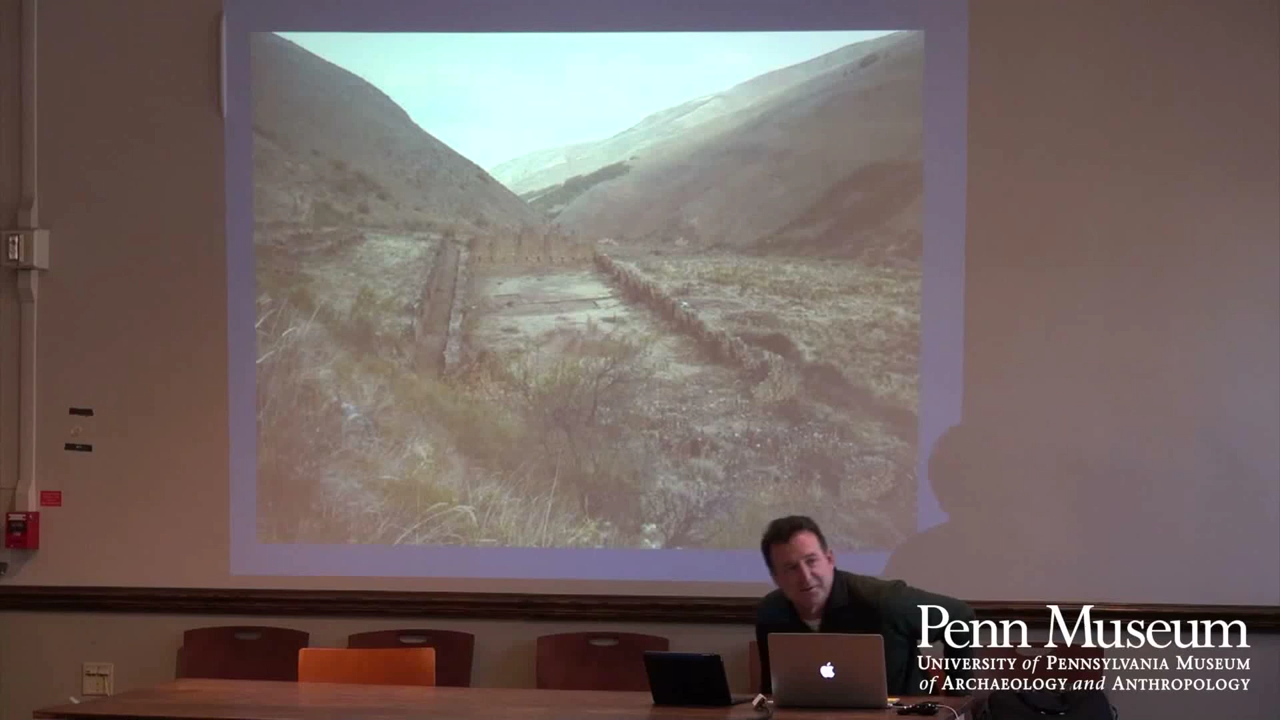 Penn Museum
University of Pennsylvania Museum
of Archaeology and Anthropology